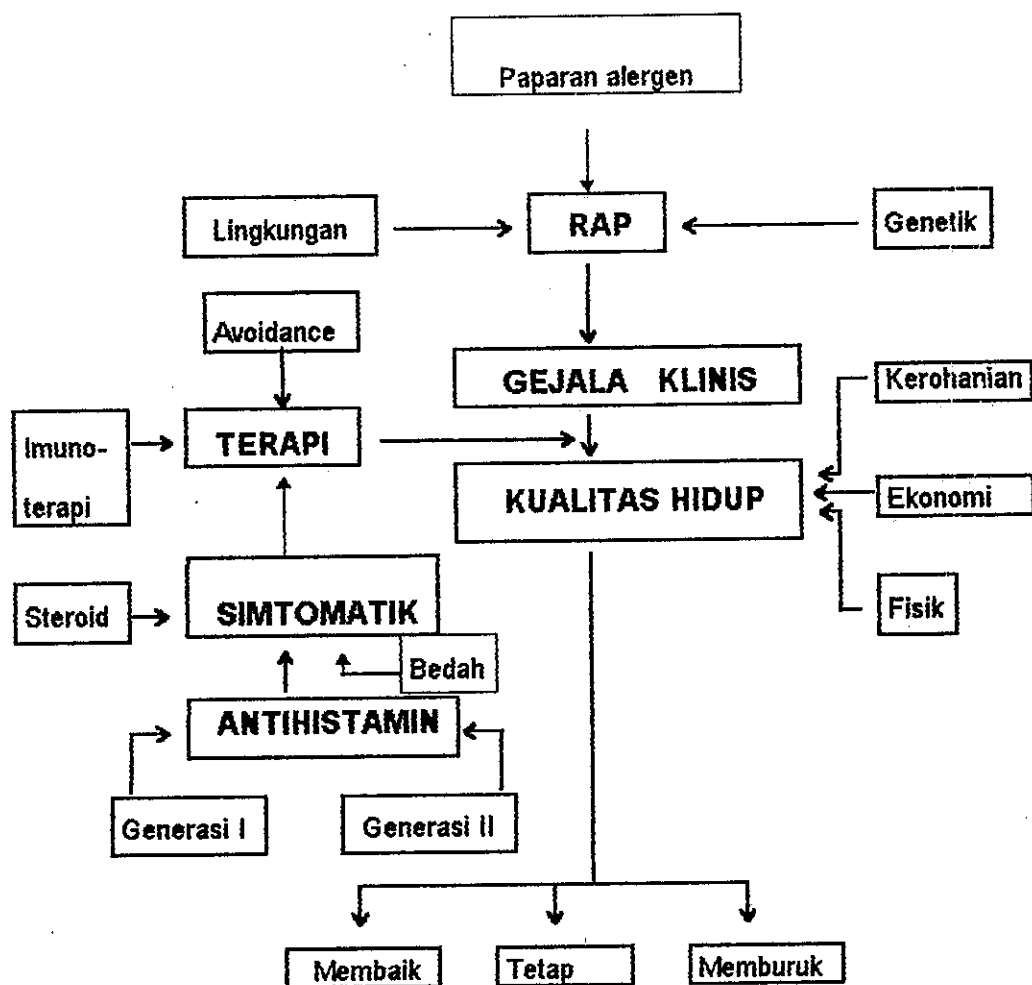 Paparan alergen
Lingkungan
RAP
Genetik
Avoidance
GEJALA KLINIS
Kerohanian
Imuno-
terapi
TERAPI
KUALITAS HIDUP
Ekonomi
Steroid
SIMTOMATIK
Fisik
Bedah
ANTIHISTAMIN
Generasi I
Generasi II
Membaik
Tetap
Memburuk